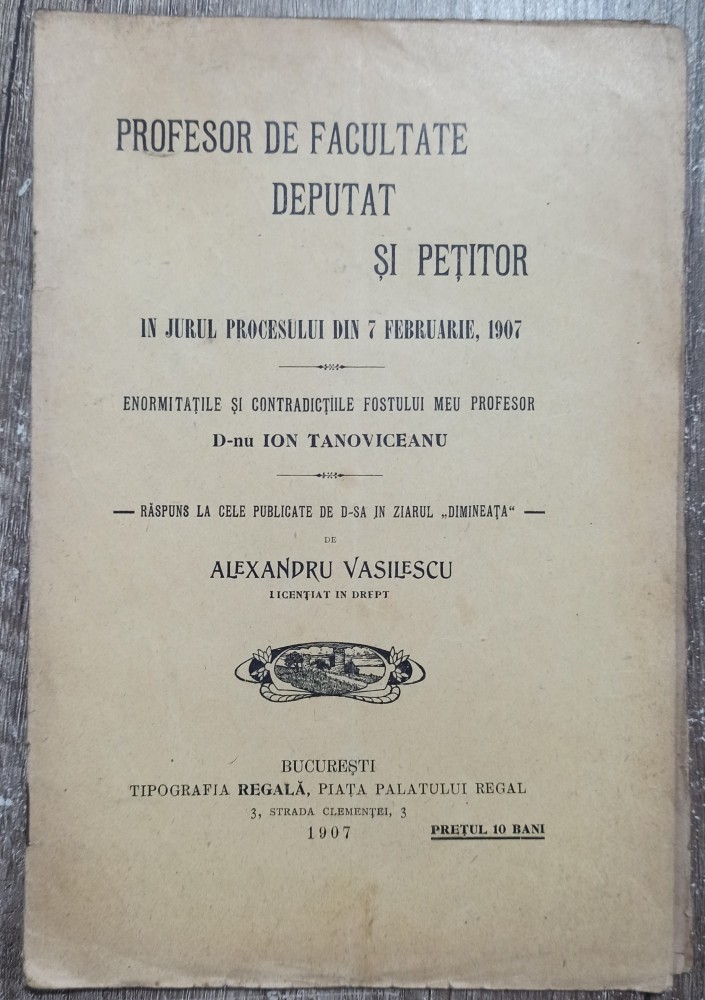 PROFESOR DE FACULTATE
DEPUTAT
ȘI PEȚITOR
IN JURUL PROCESULUI DIN 7 FEBRUARIE, 1907
ENORMITAȚILE ȘI CONTRADICȚIILE FOSTULUI MEU PROFESOR
D-nu ION TANOVICEANU
— RĂSPUNS LA CELE PUBLICATE DE D-SA IN ZIARUL „DIMINEAȚA“ —
DE
ALEXANDRU VASILESCU
LICENȚIAT IN DREPT
BUCUREȘTI
TIPOGRAFIA REGALĂ, PIAȚA PALATULUI REGAL
3, STRADA CLEMENȚEI, 3
1907
PREȚUL 10 BANI